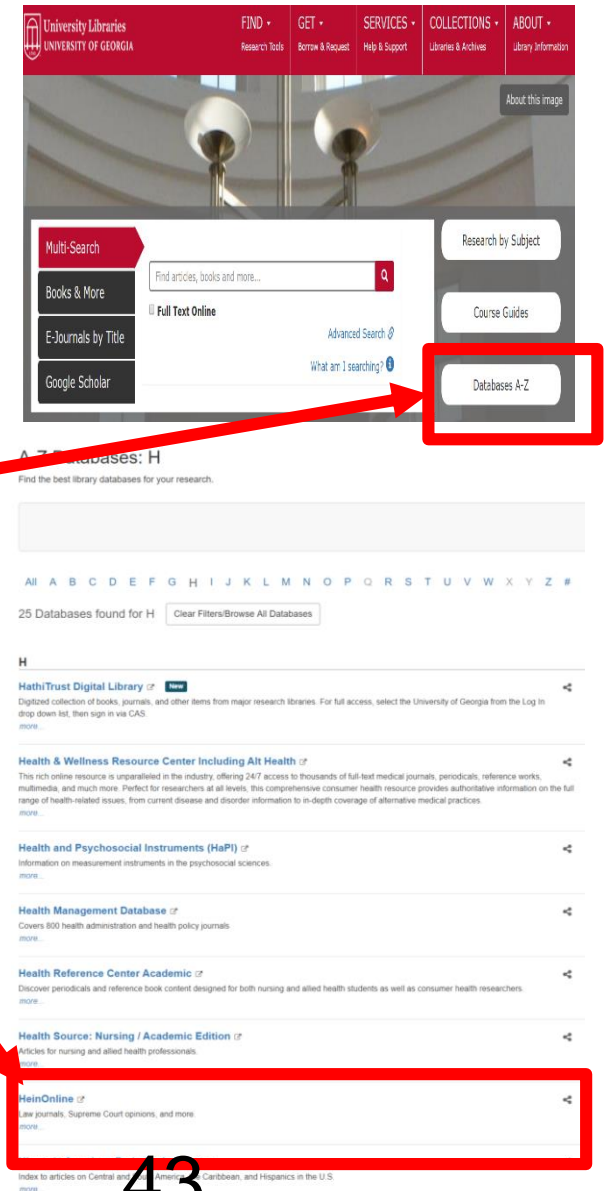 University Libraries
UNIVERSITY OF GEORGIA
FIND
Research Tools
GET
Borrow & Request
SERVICES
Help & Support
COLLECTIONS
Libraries & Archives
ABOUT
Library Information
About this image
Multi-Search
Books & More
E-Journals by Title
Google Scholar
Find articles, books and more...
Full Text Online
Advanced Search
What am I searching?
Research by Subject
Course Guides
Databases A-Z
A-Z Databases: H
Find the best library databases for your research.
All A B C D E F G H I J K L M N O P Q R S T U V W X Y Z #
25 Databases found for H Clear Filters/Browse All Databases
H
HathiTrust Digital Library New
Digitized collection of books, journals, and other items from major research libraries. For full access, select the University of Georgia from the Log In
drop down list, then sign in via CAS.
more...
Health & Wellness Resource Center Including Alt Health
This rich online resource is unparalleled in the industry, offering 24/7 access to thousands of full-text medical journals, periodicals, reference works,
multimedia, and much more. Perfect for researchers at all levels, this comprehensive consumer health resource provides authoritative information on the full
range of health-related issues, from current disease and disorder information to in-depth coverage of alternative medical practices.
more...
Health and Psychosocial Instruments (HaPI)
Information on measurement instruments in the psychosocial sciences.
more...
Health Management Database
Covers 800 health administration and health policy journals
more...
Health Reference Center Academic
Discover periodicals and reference book content designed for both nursing and allied health students as well as consumer health researchers.
more...
Health Source: Nursing / Academic Edition
Articles for nursing and allied health professionals.
more...
HeinOnline
Law journals, Supreme Court opinions, and more
more...
Index to articles on Central and America, Caribbean, and Hispanics in the U.S.
more...
43